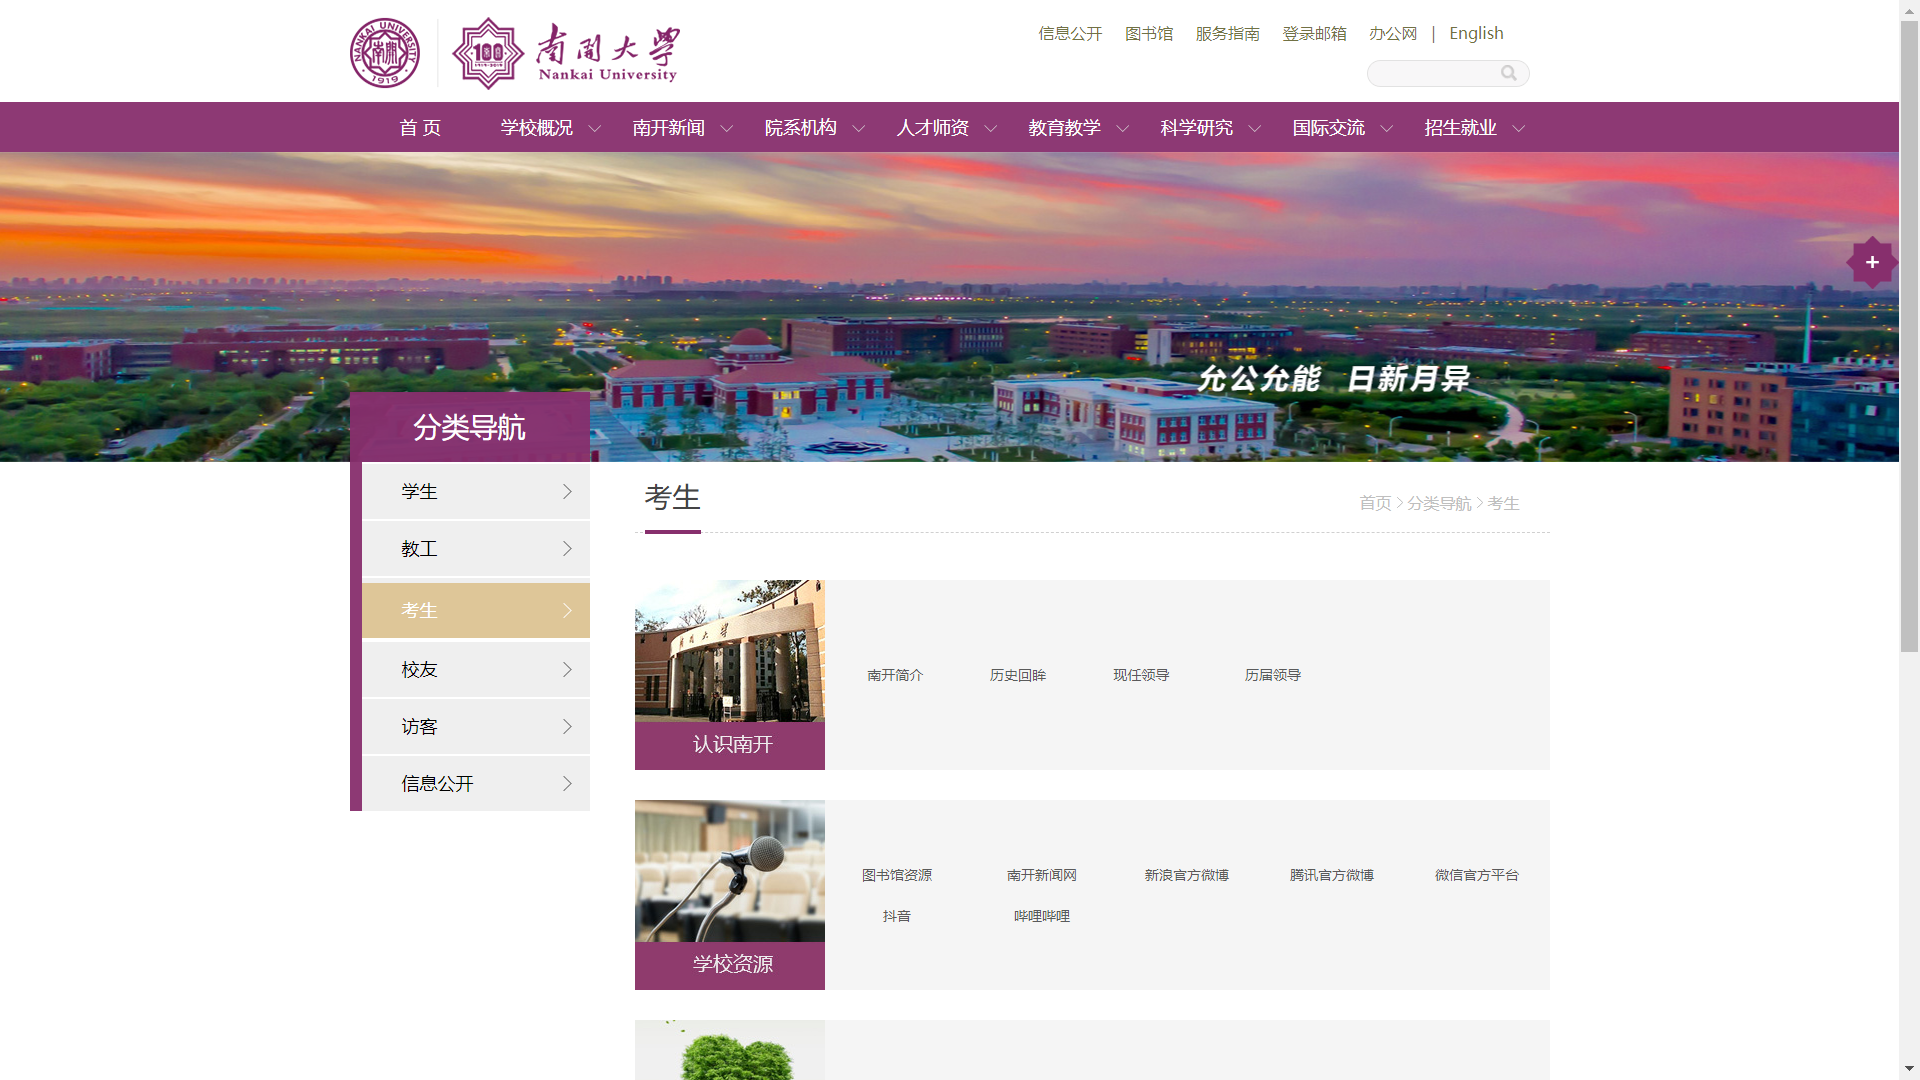 NANKAI UNIVERSITY
南開
1919
100
1919-2019
南開大學
Nankai University
信息公开 图书馆 服务指南 登录邮箱 办公网 | English
首 页 学校概况 南开新闻 院系机构 人才师资 教育教学 科学研究 国际交流 招生就业
+
允公允能 日新月异
分类导航
学生
教工
考生
校友
访客
信息公开
考生
首页 > 分类导航 > 考生
南開大學
南开简介 历史回眸 现任领导 历届领导
认识南开
图书馆资源 南开新闻网 新浪官方微博 腾讯官方微博 微信官方平台
抖音 哔哩哔哩
学校资源